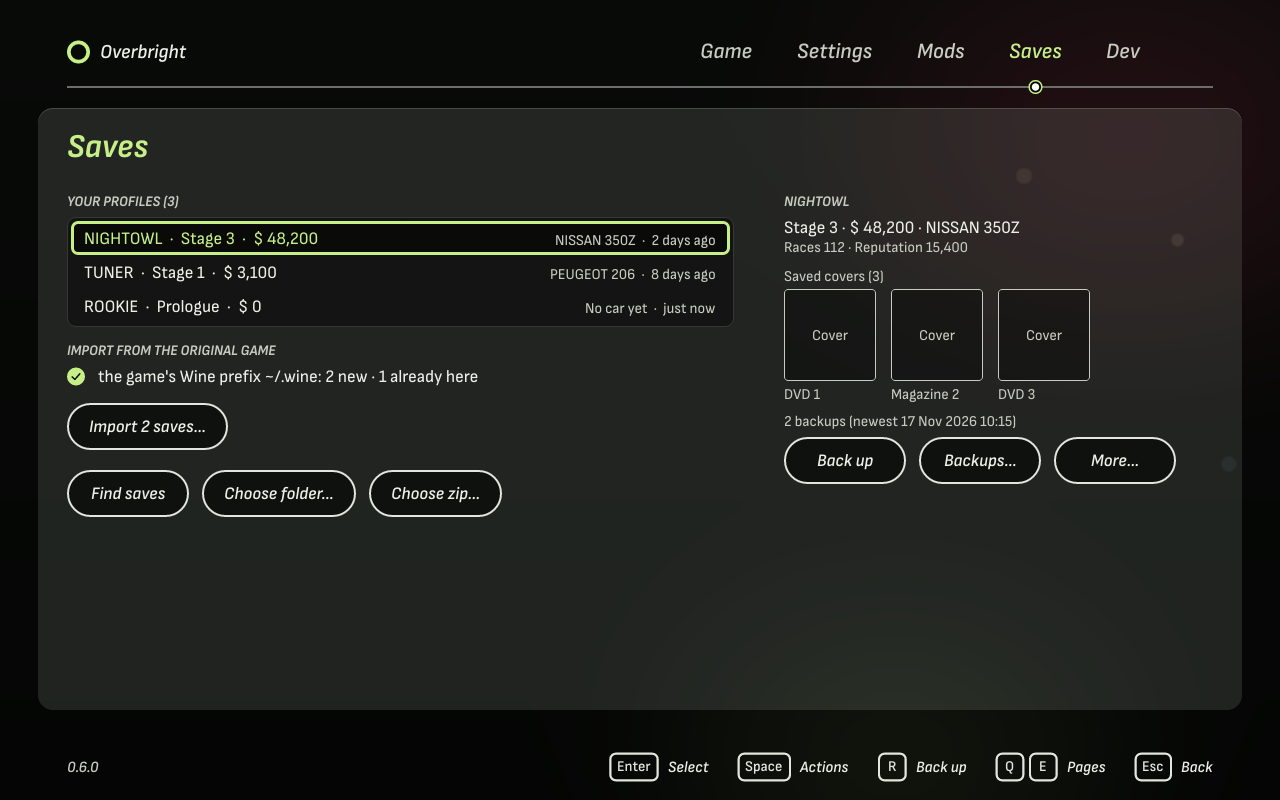 Overbright
Game Settings Mods Saves Dev
Saves
YOUR PROFILES (3)
NIGHTOWL · Stage 3 · $ 48,200 NISSAN 350Z · 2 days ago
TUNER · Stage 1 · $ 3,100 PEUGEOT 206 · 8 days ago
ROOKIE · Prologue · $ 0 No car yet · just now
IMPORT FROM THE ORIGINAL GAME
the game's Wine prefix ~/.wine: 2 new · 1 already here
Import 2 saves...
Find saves Choose folder... Choose zip...
NIGHTOWL
Stage 3 · $ 48,200 · NISSAN 350Z
Races 112 · Reputation 15,400
Saved covers (3)
Cover Cover Cover
DVD 1 Magazine 2 DVD 3
2 backups (newest 17 Nov 2026 10:15)
Back up Backups... More...
0.6.0 Enter Select Space Actions R Back up Q E Pages Esc Back